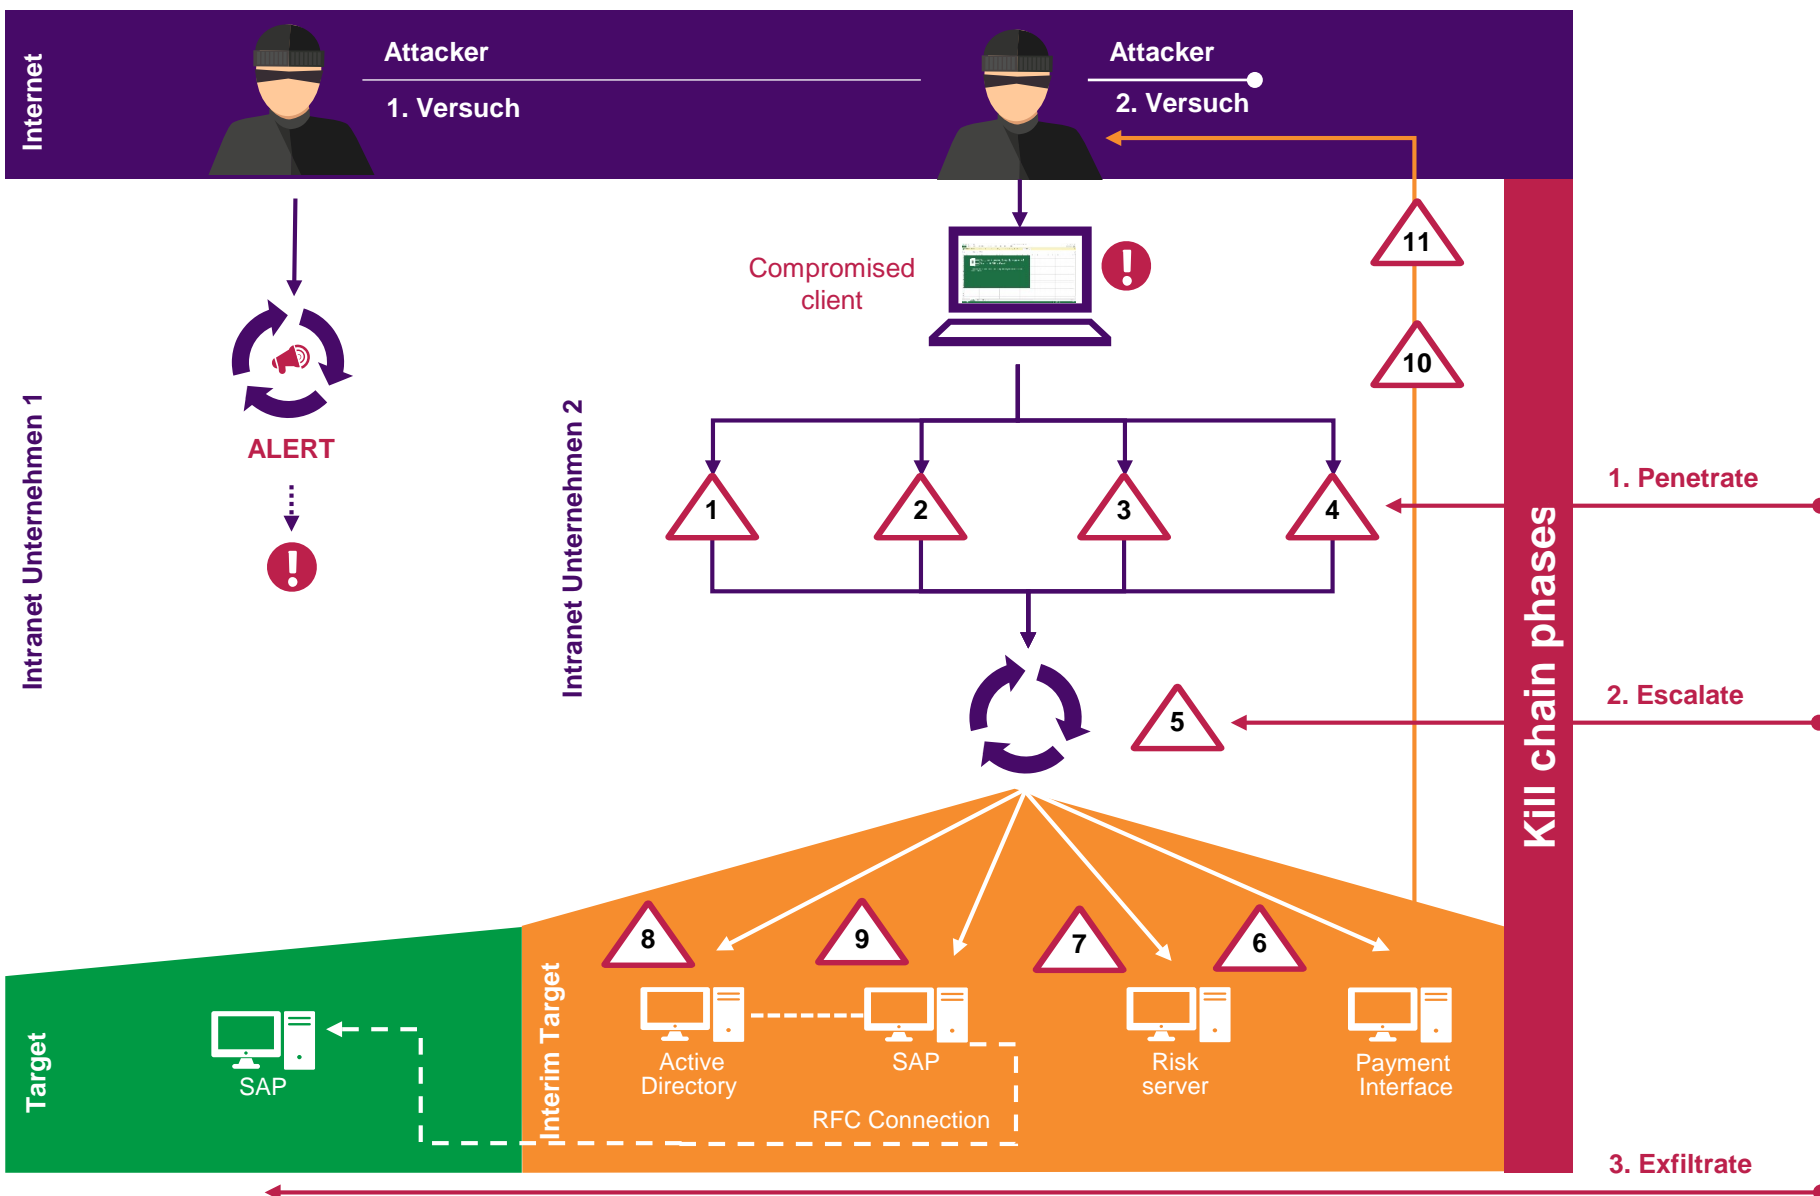 Internet
Attacker
1. Versuch
Attacker
2. Versuch
Intranet Unternehmen 1
ALERT
Intranet Unternehmen 2
Compromised
client
11
10
1
2
3
4
5
Kill chain phases
1. Penetrate
2. Escalate
3. Exfiltrate
Target
SAP
Interim Target
8
9
7
6
Active
Directory
SAP
Risk
server
Payment
Interface
RFC Connection